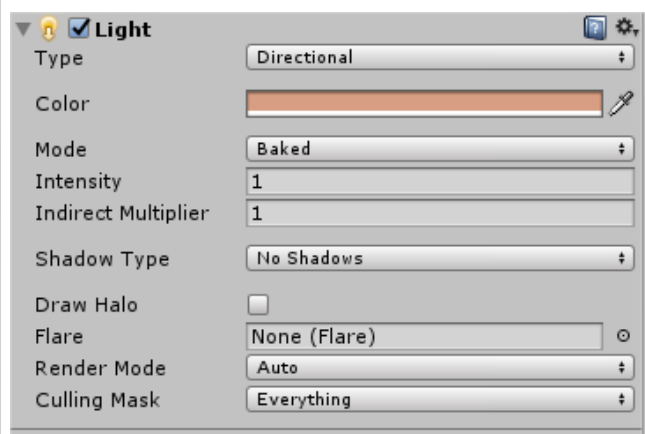 Light
Type Directional
Color
Mode Baked
Intensity 1
Indirect Multiplier 1
Shadow Type No Shadows
Draw Halo
Flare None (Flare)
Render Mode Auto
Culling Mask Everything